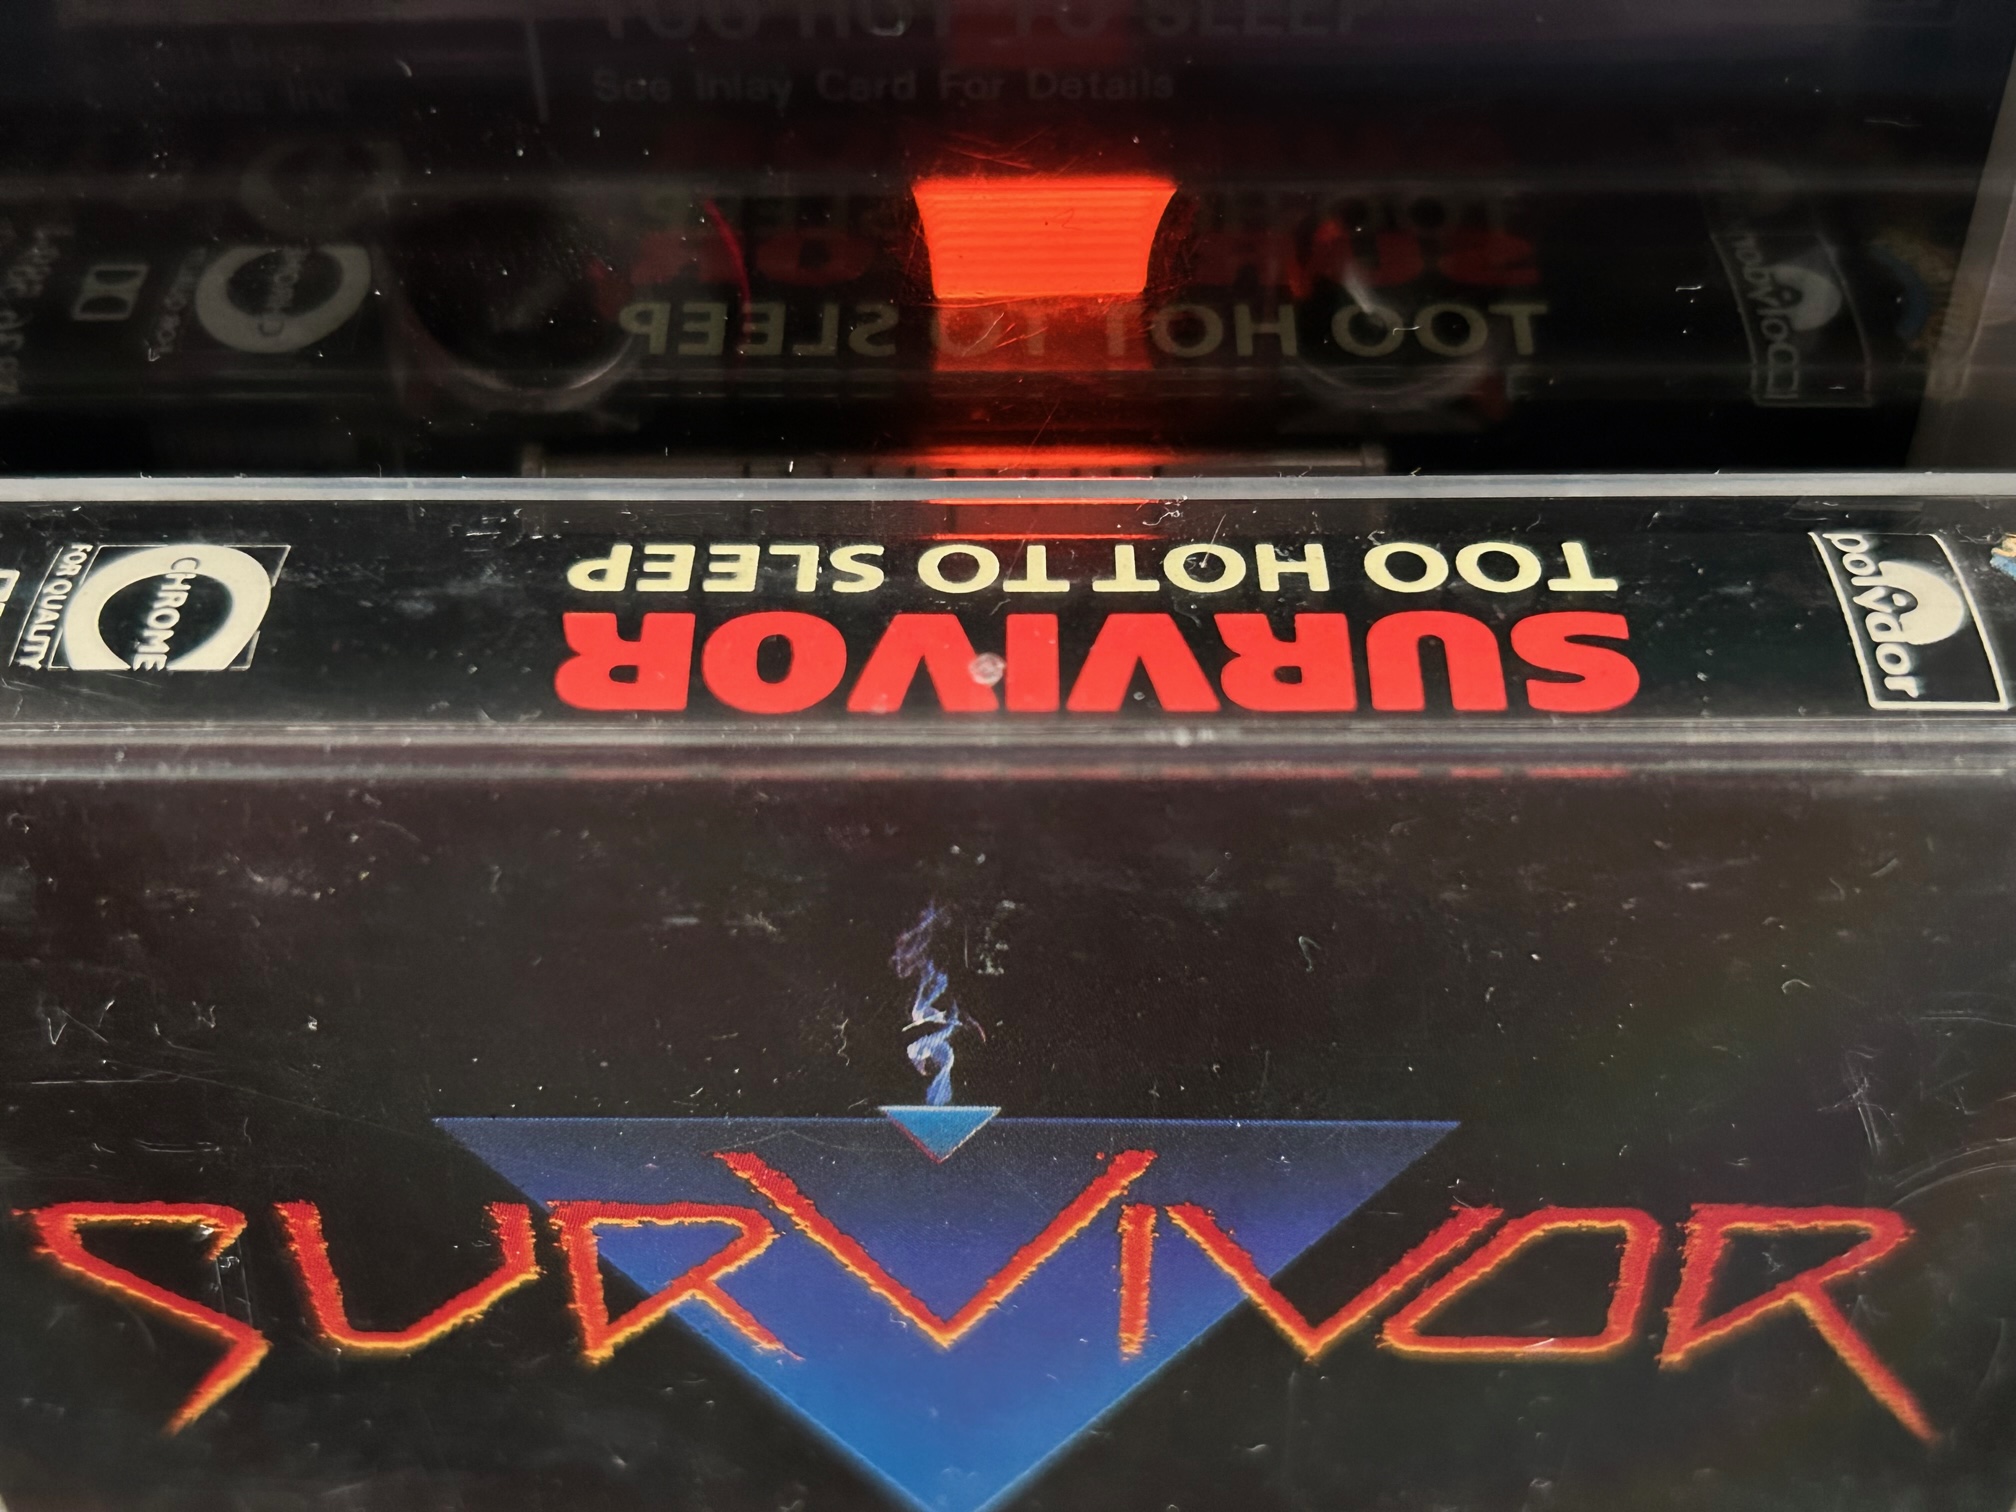 TOO HOT TO SLEEP
See Inlay Card For Details
TOO HOT TO SLEEP
CHROME
FOR QUALITY
TOO HOT TO SLEEP
SURVIVOR
polydor
SURVIVOR